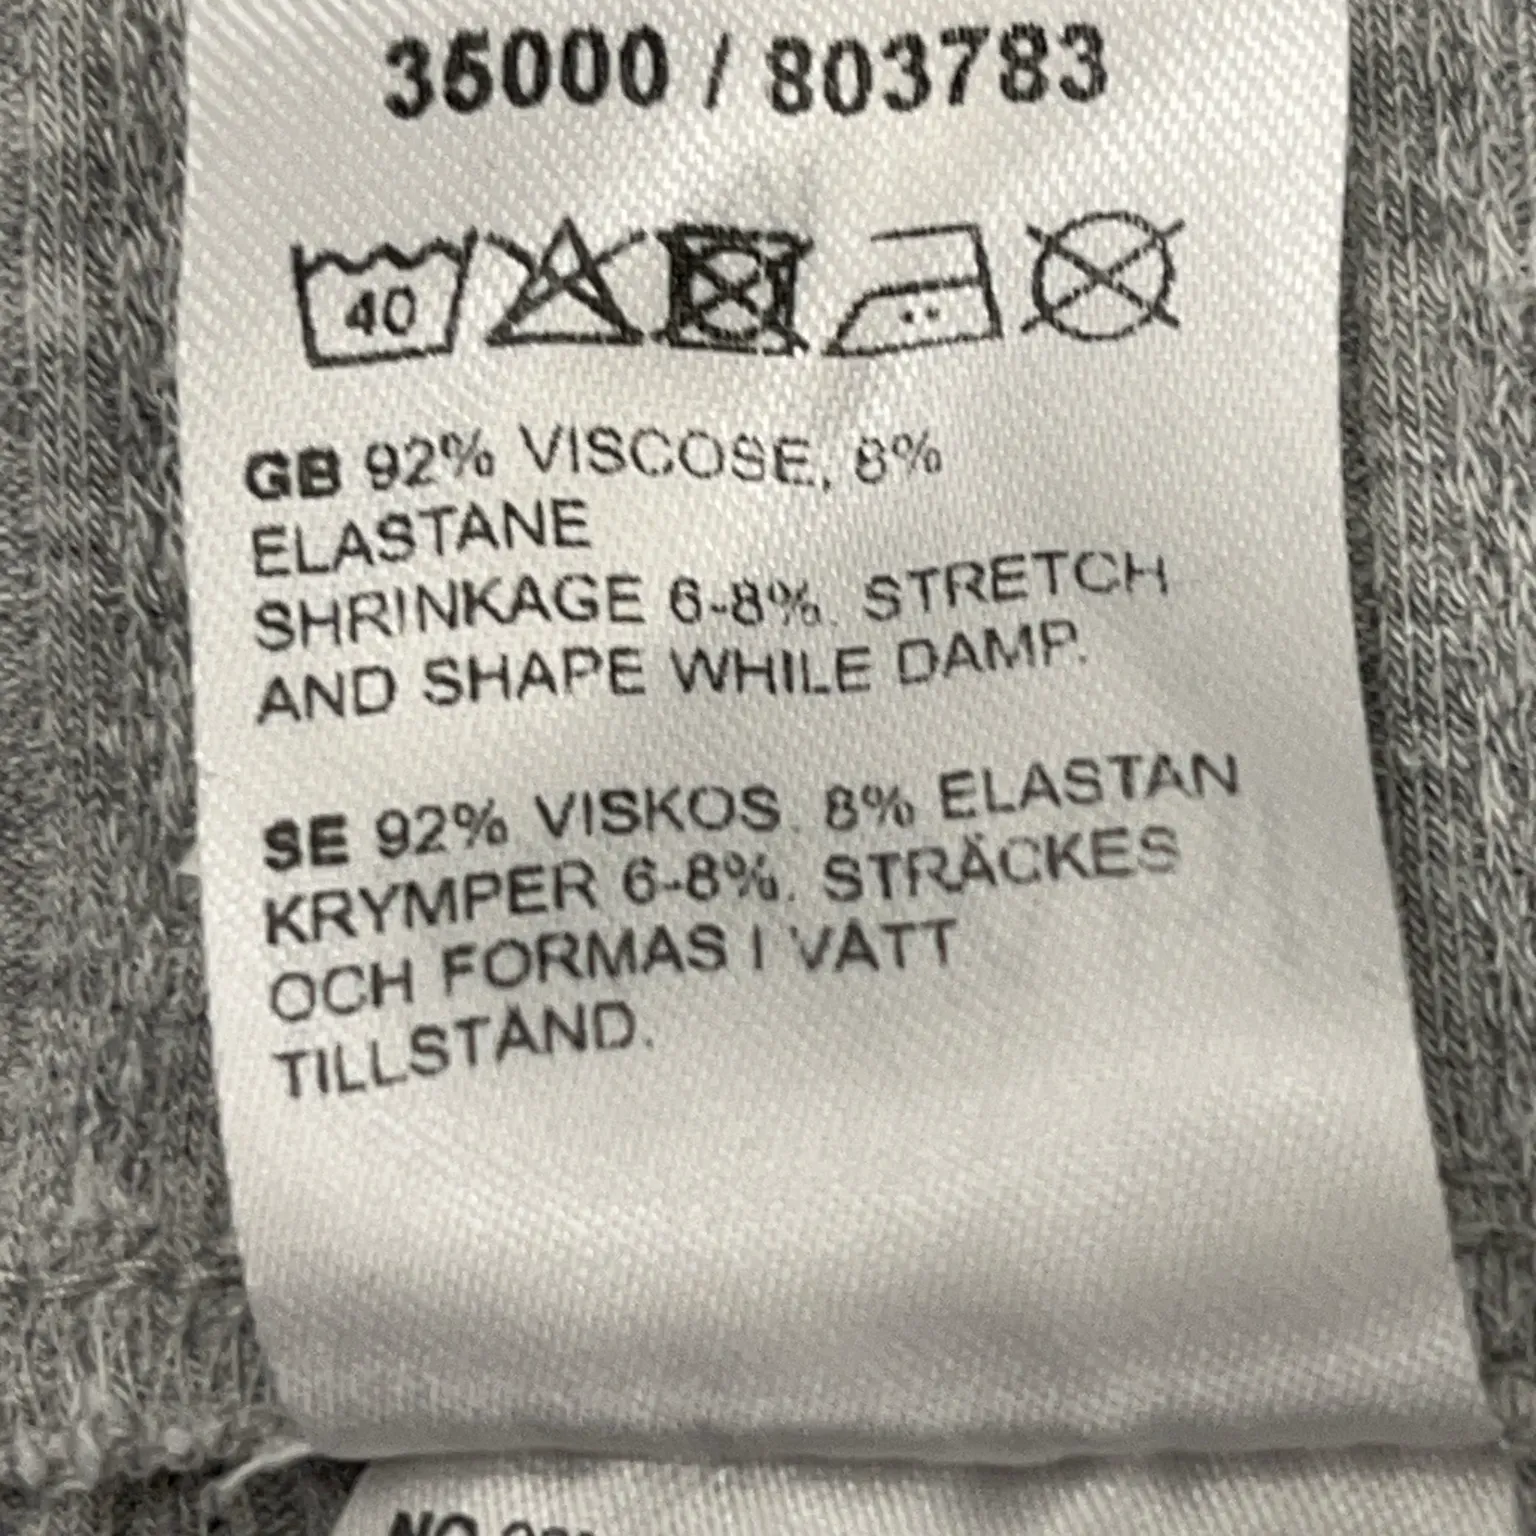 35000 / 803783
40
GB 92% VISCOSE, 8%
ELASTANE
SHRINKAGE 6-8%. STRETCH
AND SHAPE WHILE DAMP.
SE 92% VISKOS. 8% ELASTAN
KRYMPER 6-8%. STRÄCKES
OCH FORMAS I VÅTT
TILLSTÅND.
NO